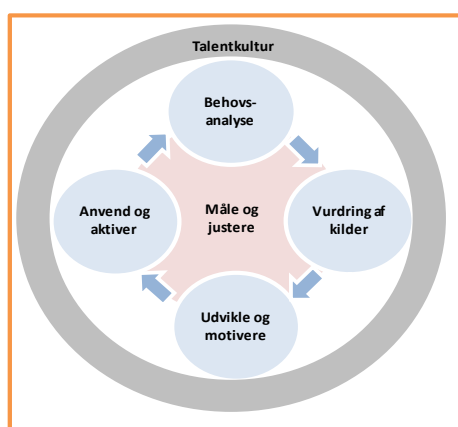 Talentkultur
Behovs-
analyse
Anvend og
aktiver
Måle og
justere
Vurdring af
kilder
Udvikle og
motivere